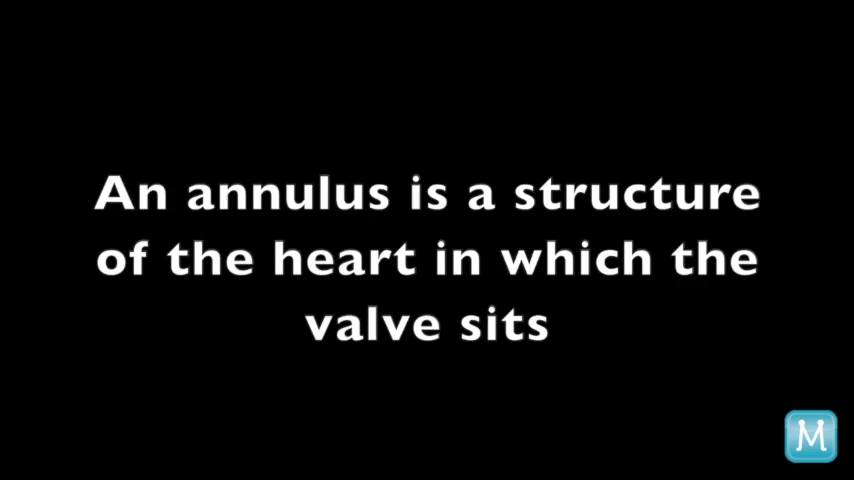 An annulus is a structure
of the heart in which the
valve sits
M